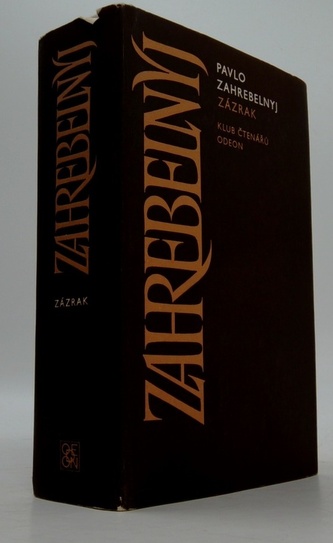 ZAHREBELNYJ
ZÁZRAK
ODEON
ZAHREBELNYJ
PAVLO
ZAHREBELNYJ
ZÁZRAK
KLUB ČTENÁŘŮ
ODEON